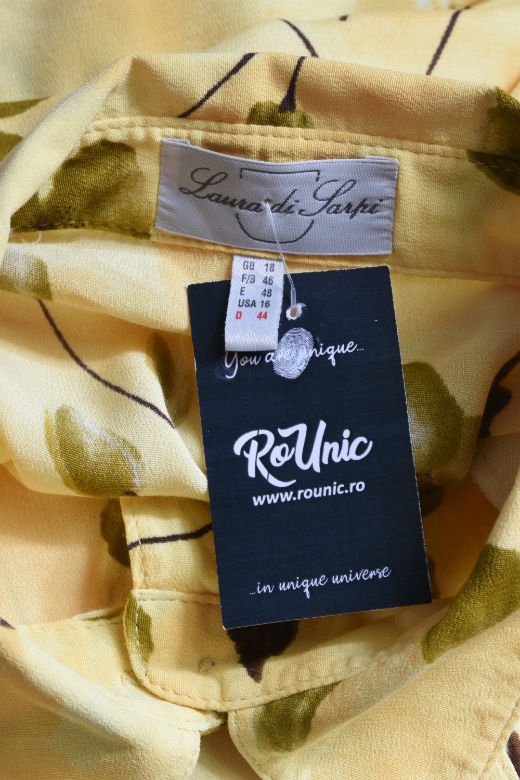 Laura di Sarpi
GB 18
F/B 46
E 48
USA 16
D 44
You are unique...
RoUnic
www.rounic.ro
...in unique universe